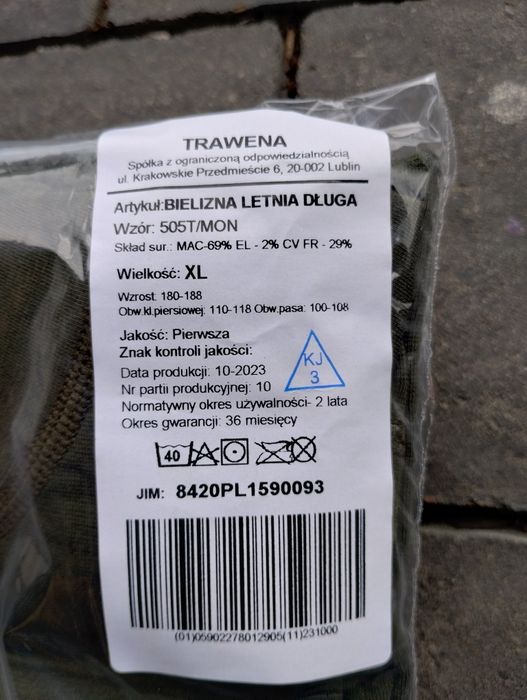 TRAWENA
Spółka z ograniczoną odpowiedzialnością
ul. Krakowskie Przedmieście 6, 20-002 Lublin
Artykuł:BIELIZNA LETNIA DŁUGA
Wzór: 505T/MON
Skład sur.: MAC-69% EL - 2% CV FR - 29%
Wielkość: XL
Wzrost: 180-188
Obw.kl.piersiowej: 110-118 Obw.pasa: 100-108
Jakość: Pierwsza
Znak kontroli jakości:
KJ
3
Data produkcji: 10-2023
Nr partii produkcyjnej: 10
Normatywny okres używalności- 2 lata
Okres gwarancji: 36 miesięcy
40
JIM: 8420PL1590093
(01)05902278012905(11)231000